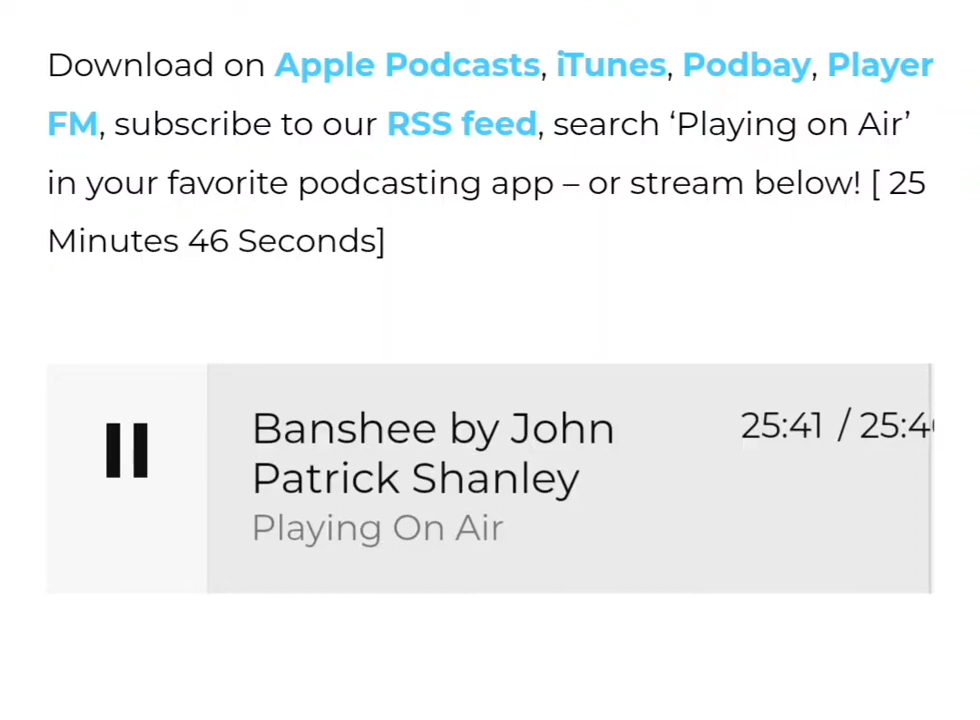 Download on Apple Podcasts, iTunes, Podbay, Player
FM, subscribe to our RSS feed, search ‘Playing on Air’
in your favorite podcasting app – or stream below! [ 25
Minutes 46 Seconds]
Banshee by John
Patrick Shanley
25:41 /
Playing On Air